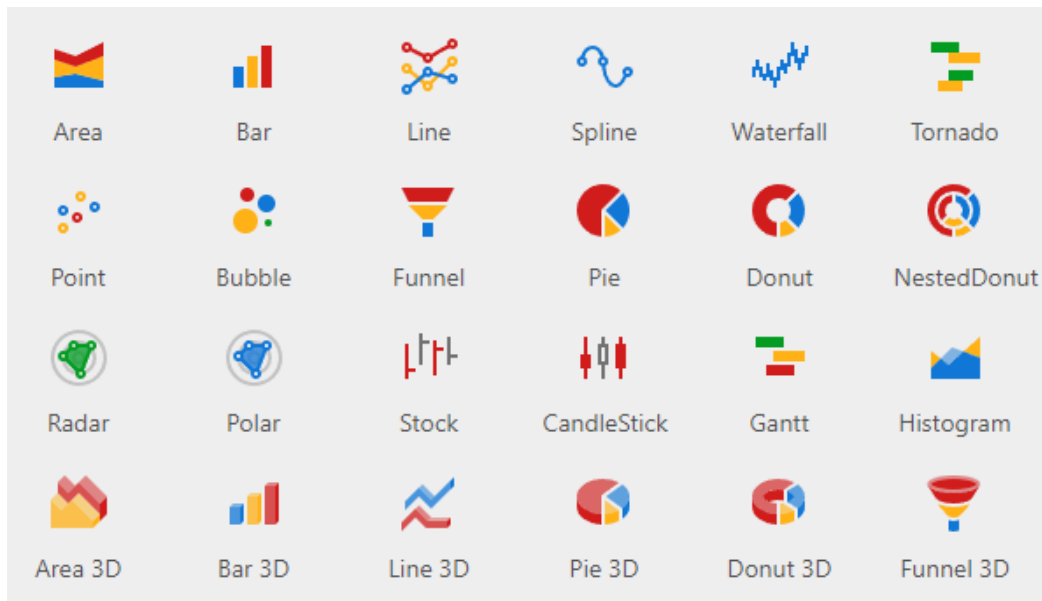 Area Bar Line Spline Waterfall Tornado
Point Bubble Funnel Pie Donut NestedDonut
Radar Polar Stock CandleStick Gantt Histogram
Area 3D Bar 3D Line 3D Pie 3D Donut 3D Funnel 3D